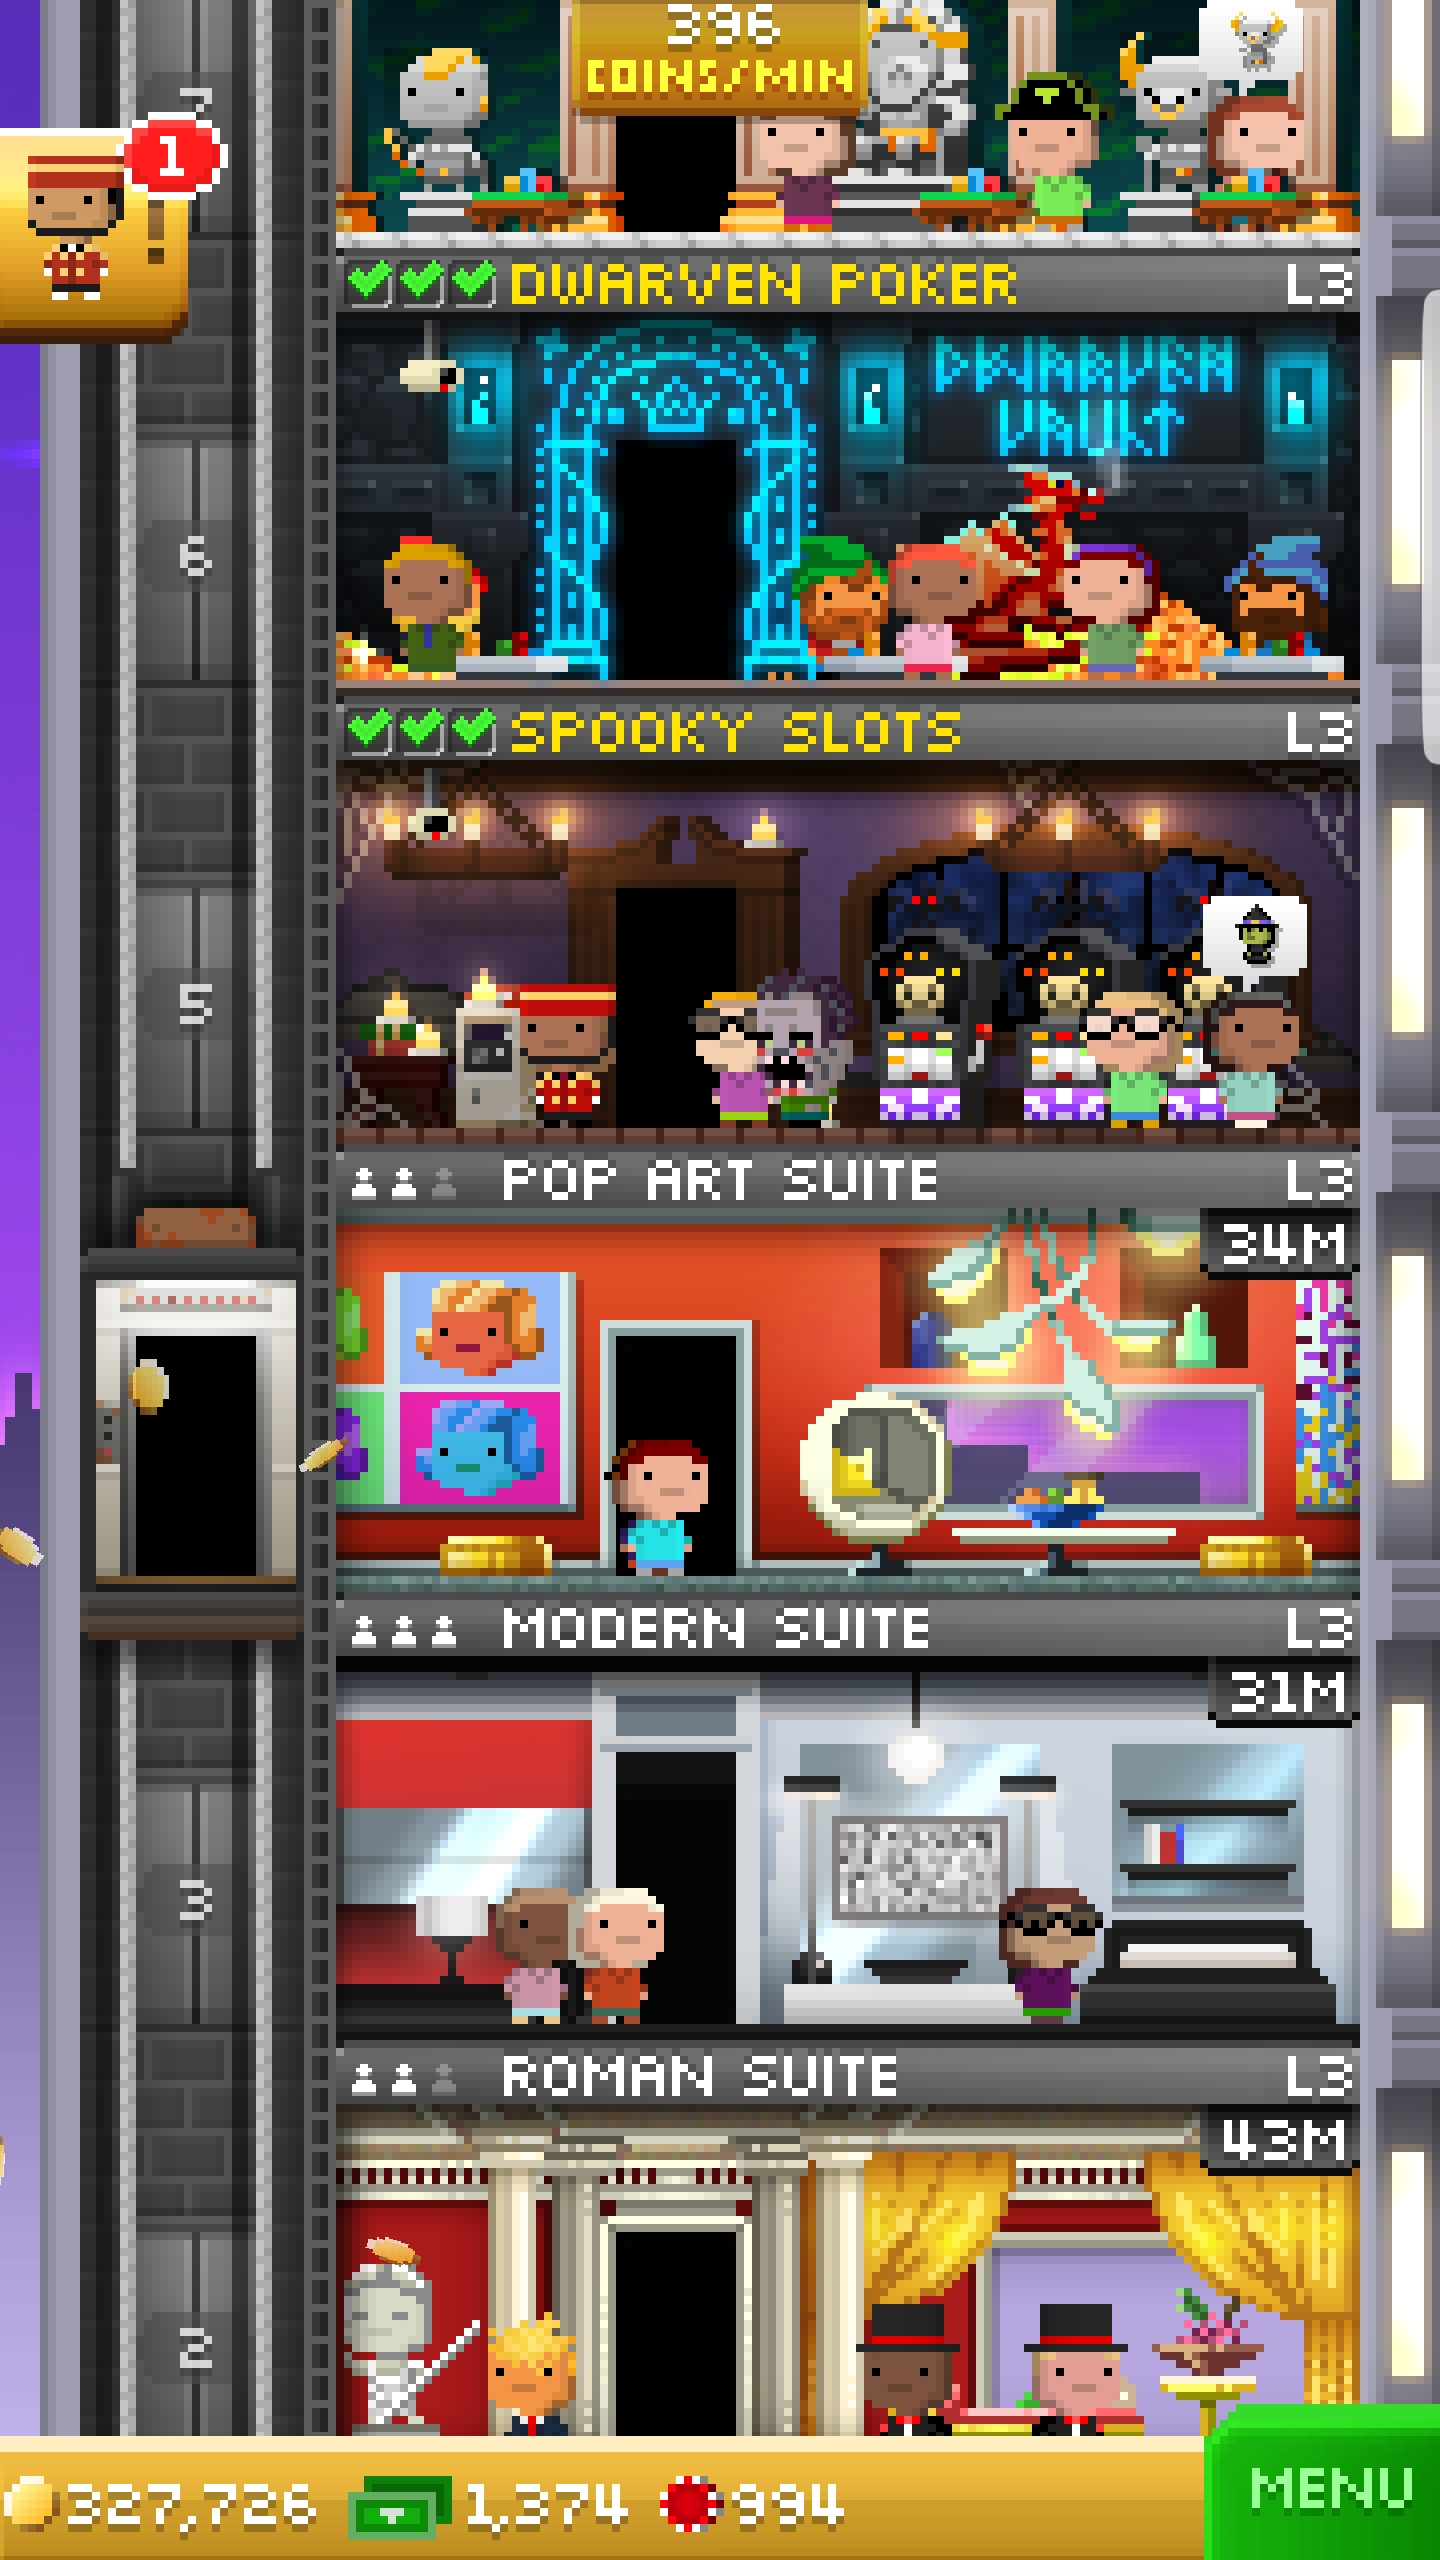 396
COINS/MIN
7
1
DWARVEN POKER L3
DWARVEN
VAULT
6
SPOOKY SLOTS L3
5
POP ART SUITE L3
34M
MODERN SUITE L3
31M
3
ROMAN SUITE L3
43M
2
327,726 1,374 994
MENU